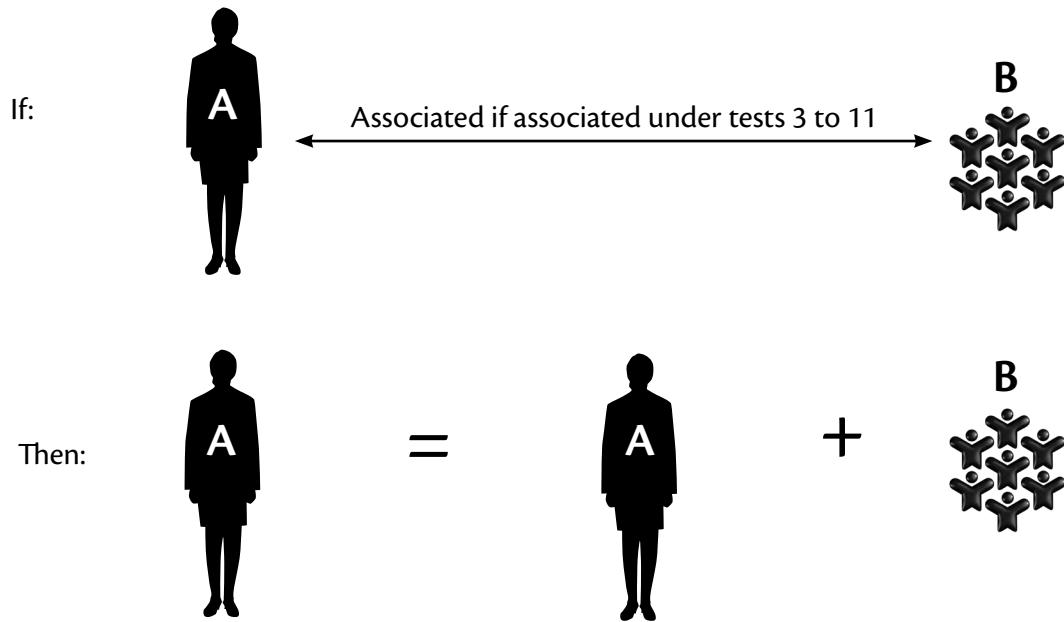 If:
A
Associated if associated under tests 3 to 11
B
Then:
A
=
A
+
B